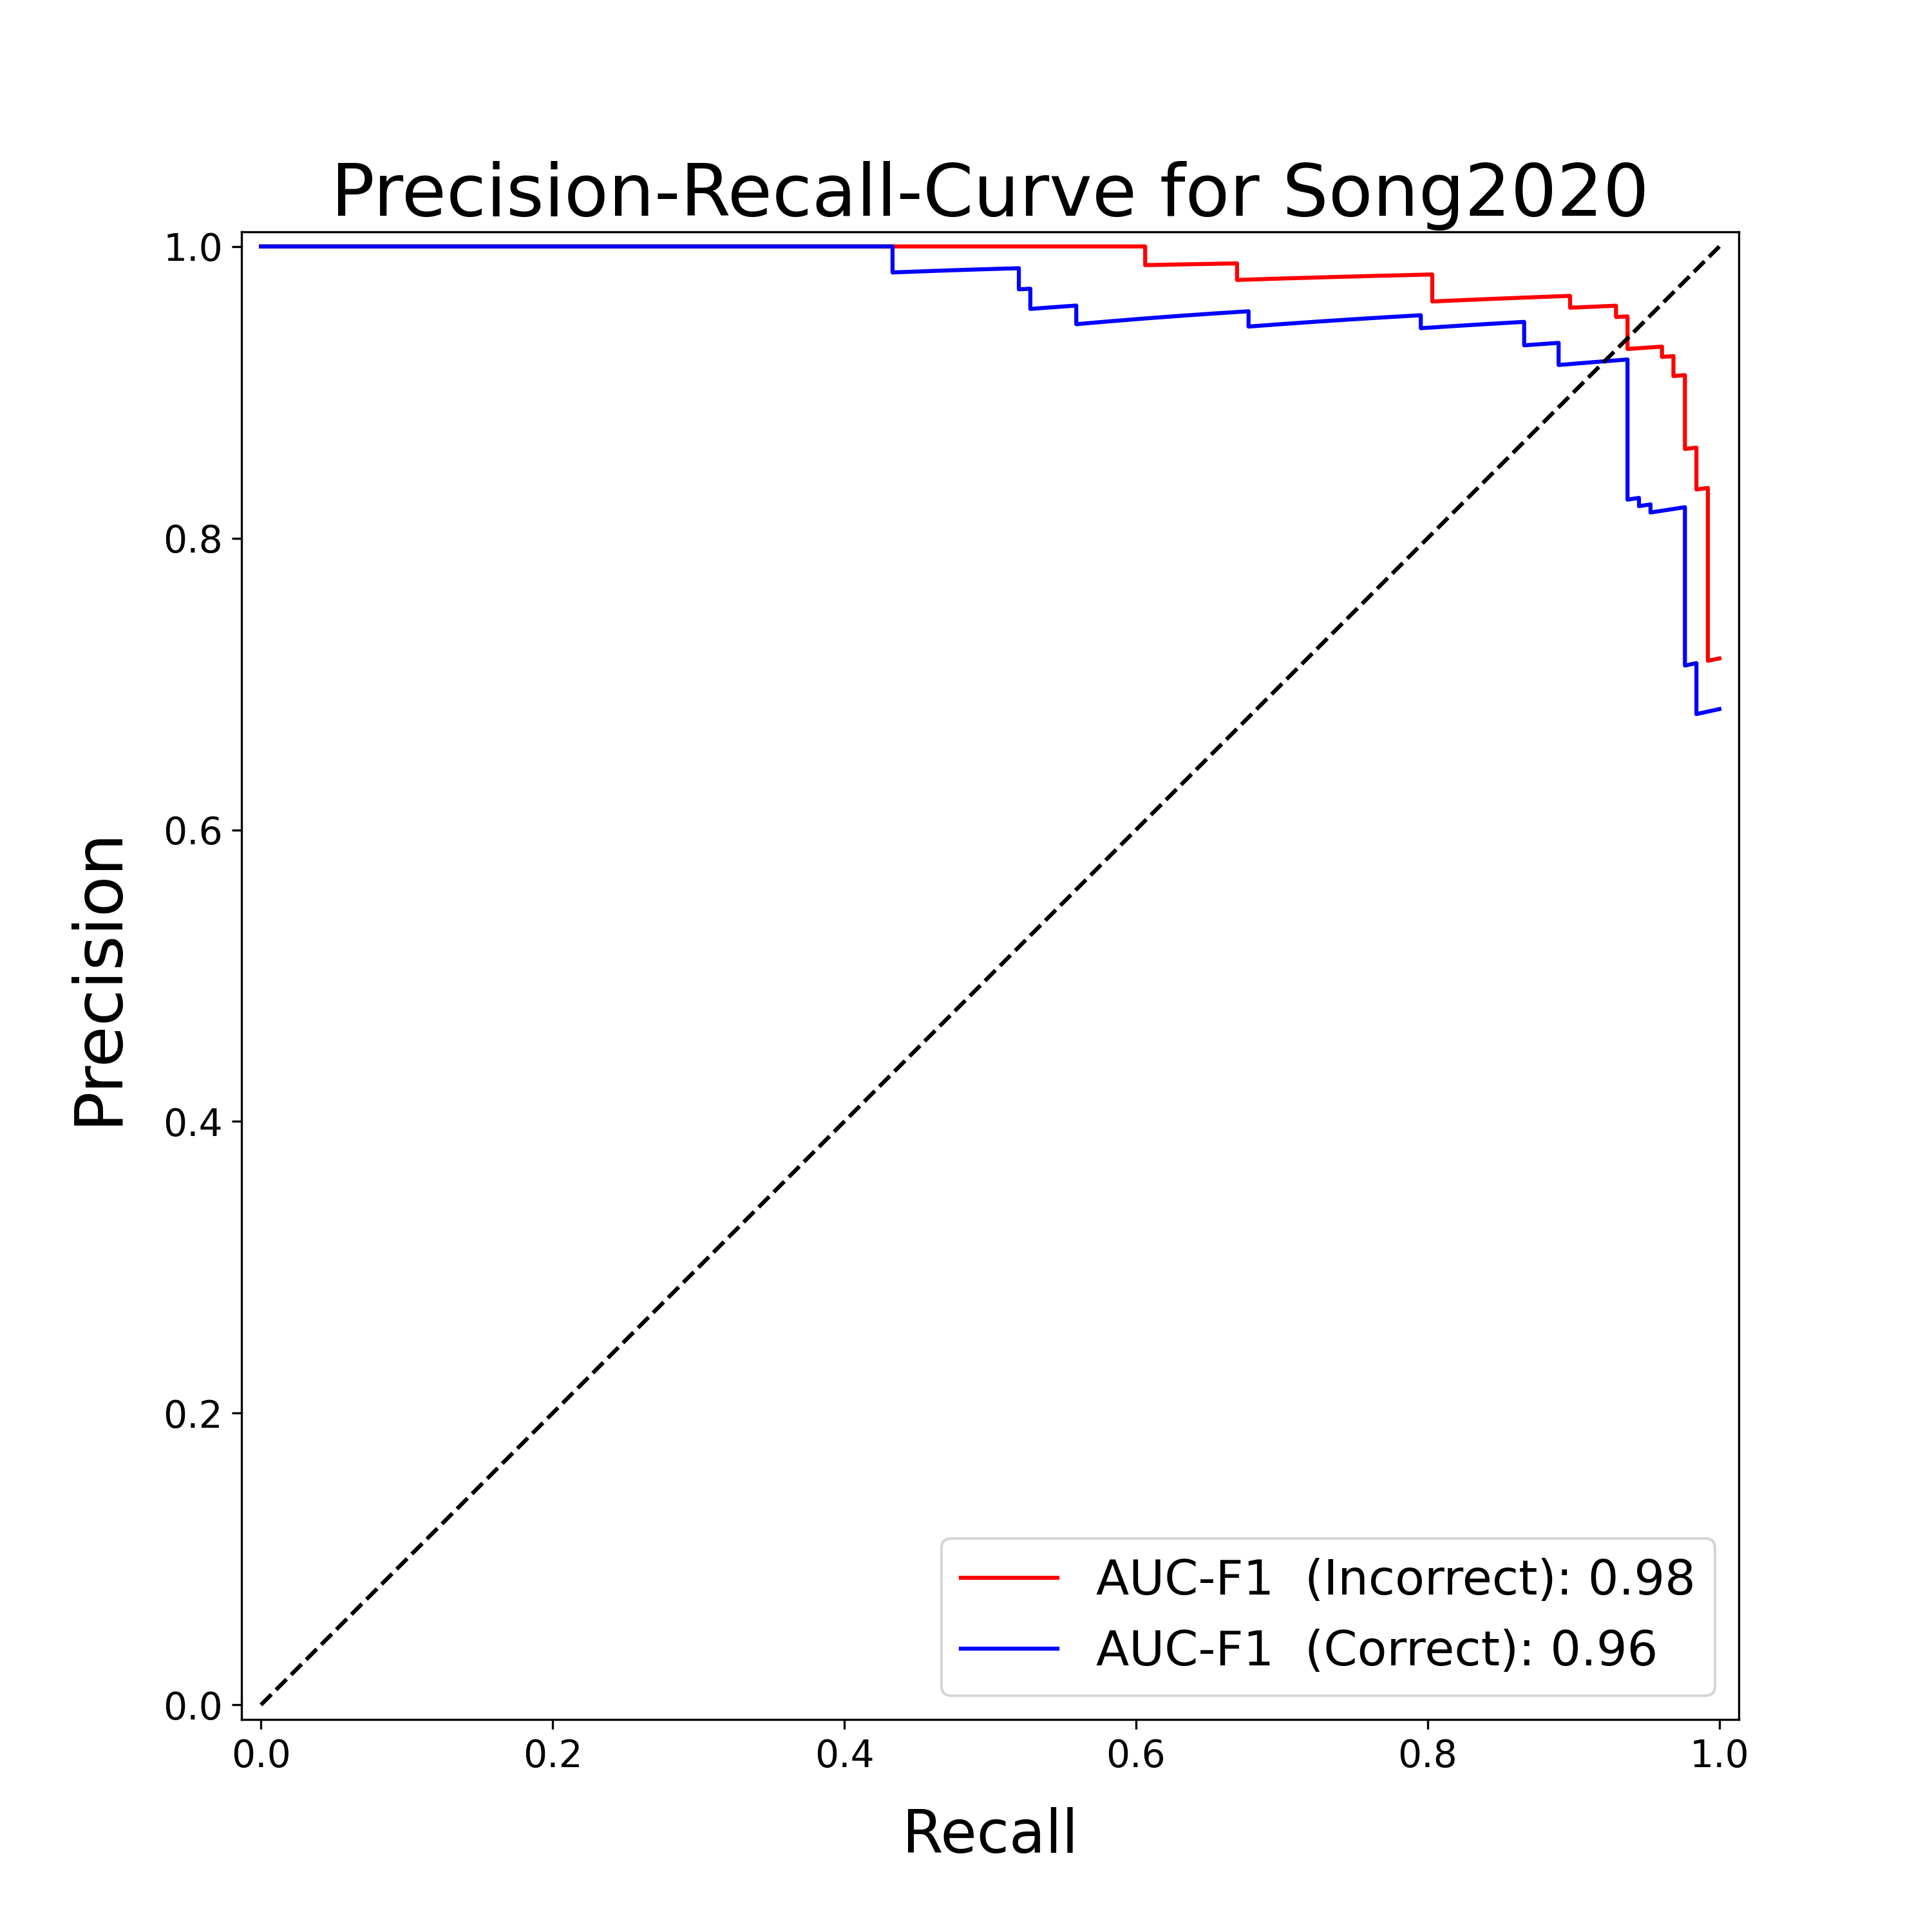 Precision-Recall-Curve for Song2020
1.0
0.8
0.6
0.4
0.2
0.0
Precision
AUC-F1  (Incorrect): 0.98
AUC-F1  (Correct): 0.96
0.0 0.2 0.4 0.6 0.8 1.0
Recall